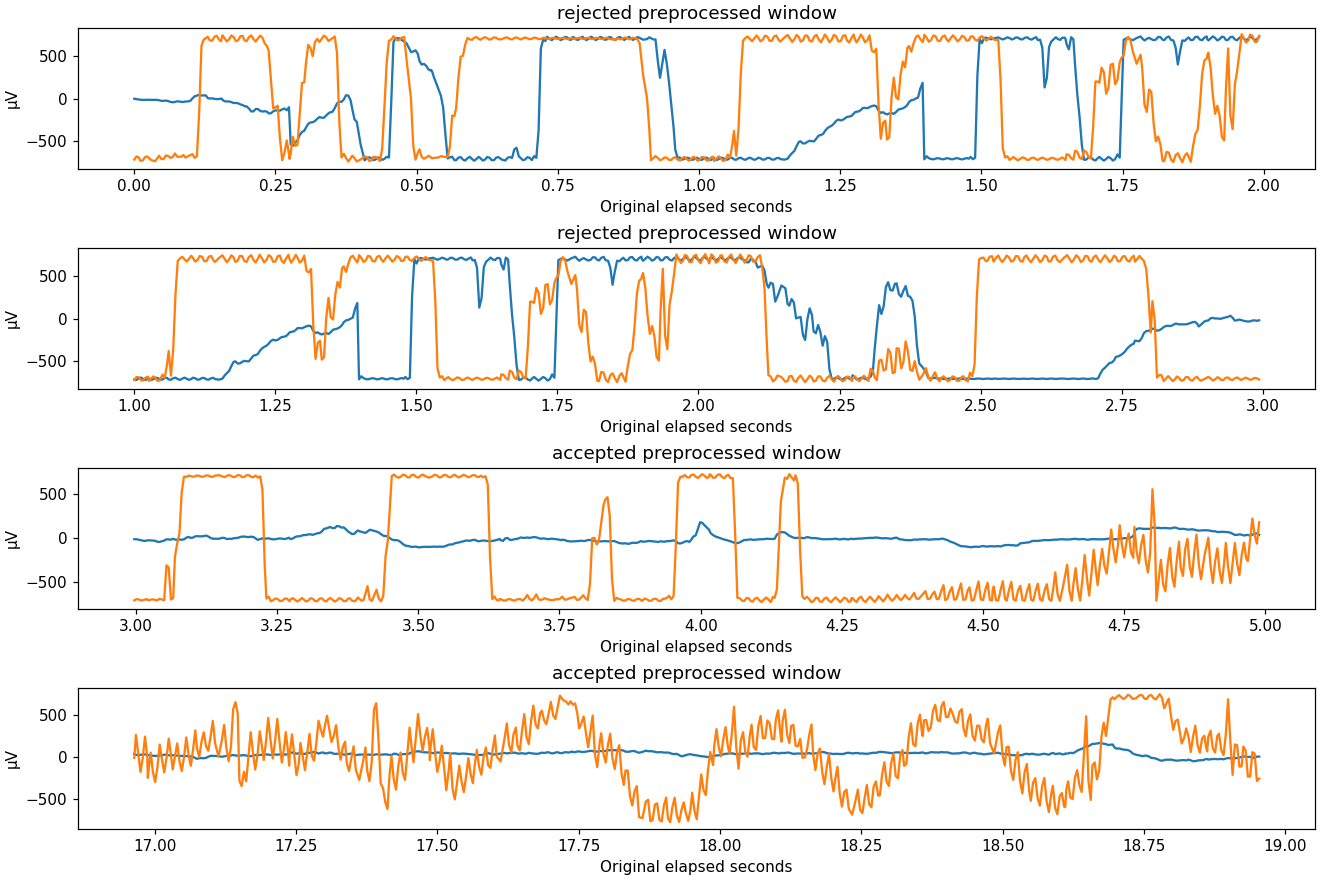 rejected preprocessed window
500
0
−500
µV
0.00 0.25 0.50 0.75 1.00 1.25 1.50 1.75 2.00
Original elapsed seconds
rejected preprocessed window
500
0
−500
µV
1.00 1.25 1.50 1.75 2.00 2.25 2.50 2.75 3.00
Original elapsed seconds
accepted preprocessed window
500
0
−500
µV
3.00 3.25 3.50 3.75 4.00 4.25 4.50 4.75 5.00
Original elapsed seconds
accepted preprocessed window
500
0
−500
µV
17.00 17.25 17.50 17.75 18.00 18.25 18.50 18.75 19.00
Original elapsed seconds